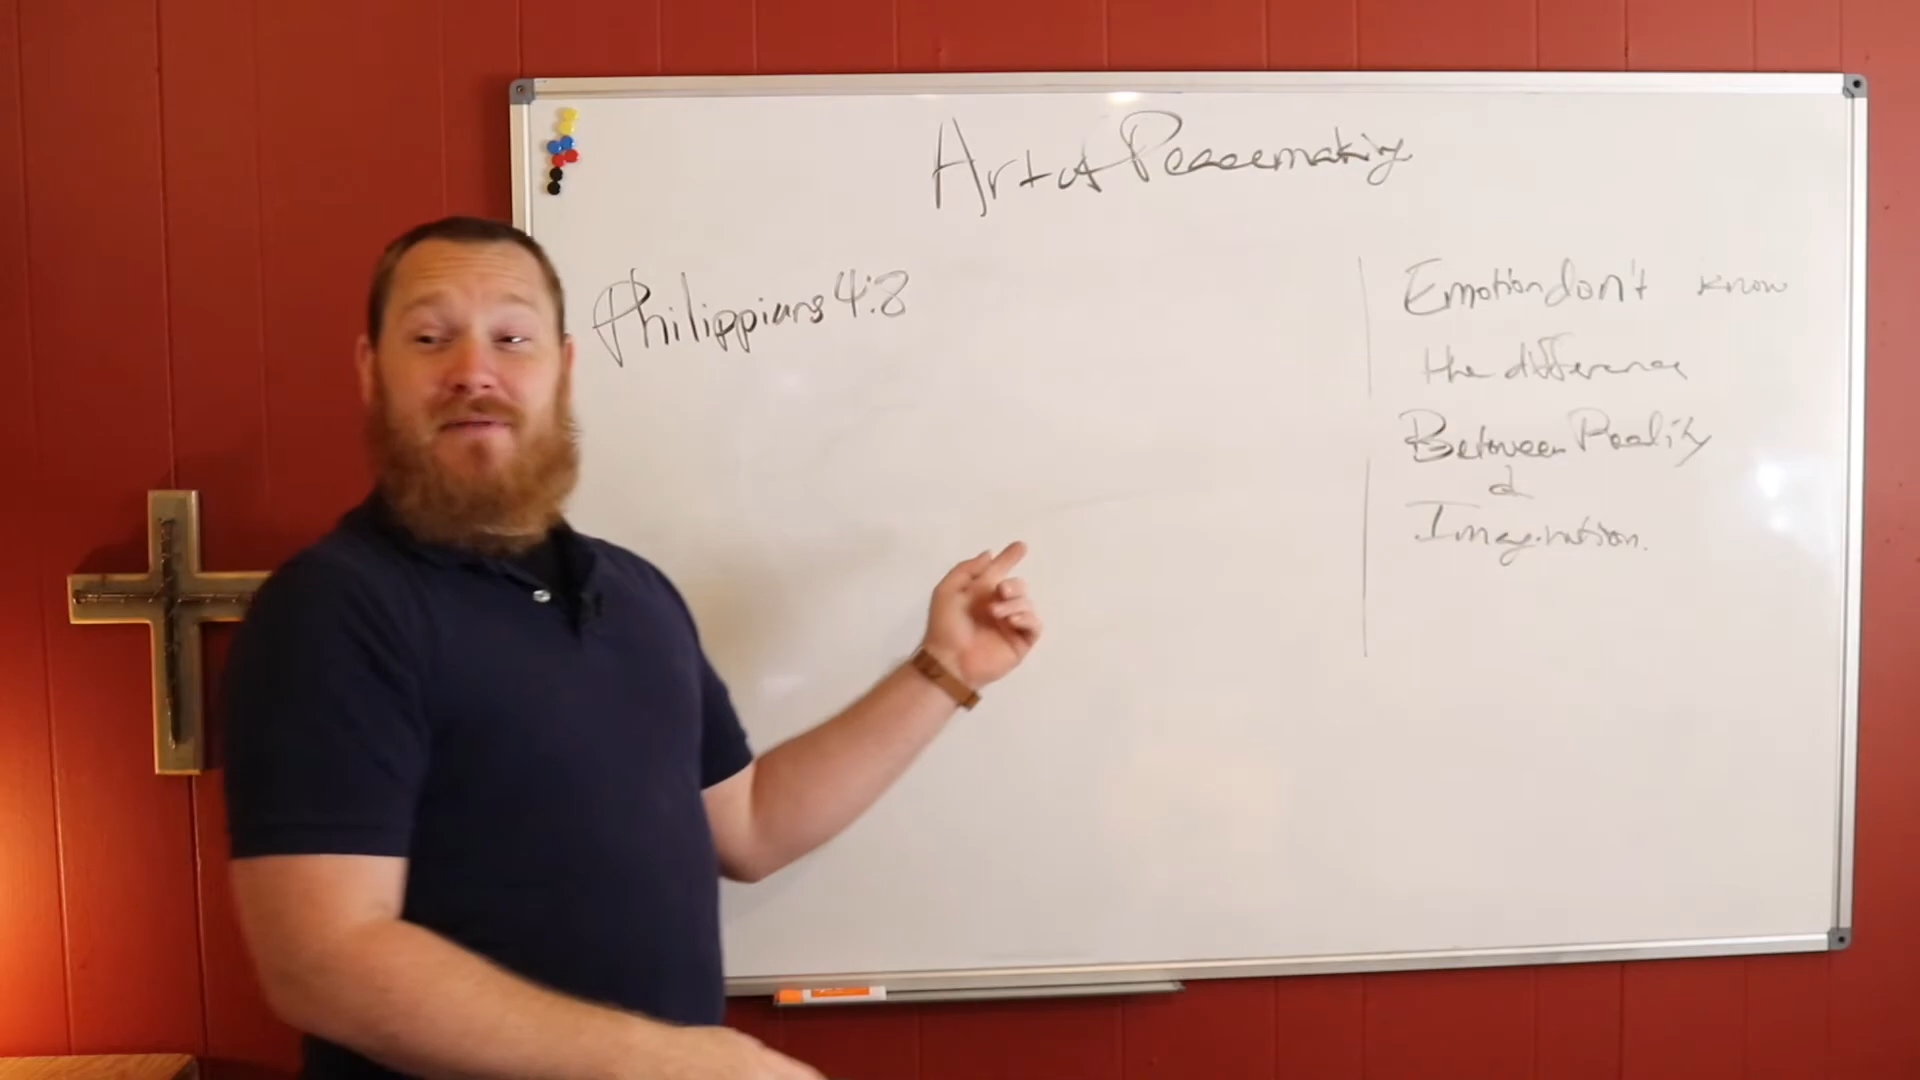 Art of Peacemaking
Philippians 4:8
Emotion don't know
the difference
Between Reality
&
Imagination.